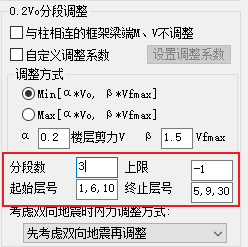 0.2Vo分段调整
与柱相连的框架梁端M、V不调整
自定义调整系数 设置调整系数
调整方式
Min[α*Vo, β*Vfmax]
Max[α*Vo, β*Vfmax]
α 0.2 楼层剪力V β 1.5 Vfmax
分段数 3 上限 -1
起始层号 1,6,10 终止层号 5,9,30
考虑双向地震时内力调整方式:
先考虑双向地震再调整